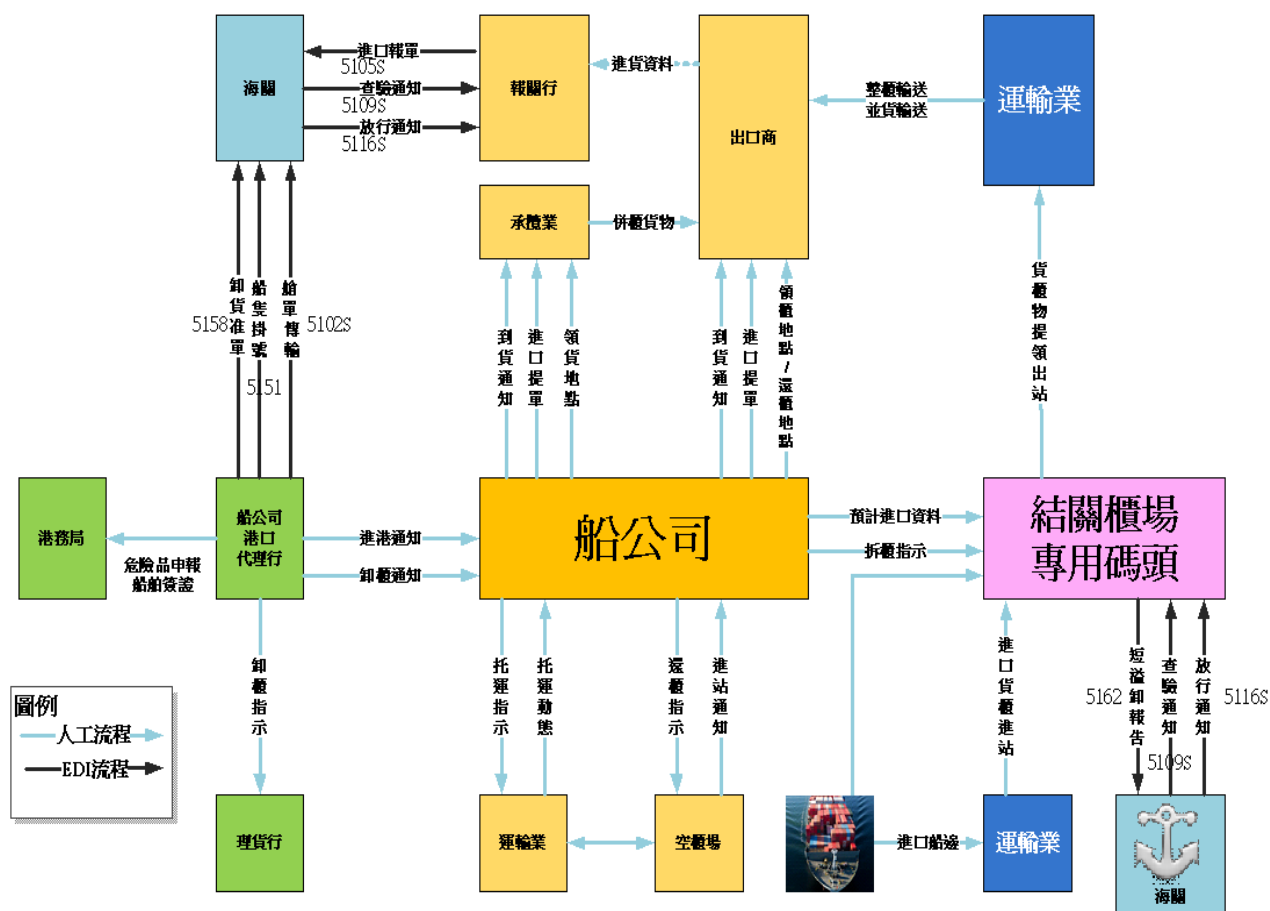 海關
進口報單
5105S
查驗通知
5109S
放行通知
5116S
報關行
進貨資料
出口商
整櫃輸送
並貨輸送
運輸業
承攬業
併櫃貨物
5158
卸貨准單
船隻掛號
5151
艙單傳輸
5102S
到貨通知
進口提單
領貨地點
到貨通知
進口提單
領櫃地點/還櫃地點
貨櫃物提領出站
港務局
危險品申報
船舶簽證
船公司
港口
代理行
進港通知
卸櫃通知
船公司
預計進口資料
拆櫃指示
結關櫃場
專用碼頭
卸櫃指示
托運指示
托運動態
還櫃指示
進站通知
進口貨櫃進站
5162
短溢卸報告
5109S
查驗通知
放行通知
5116S
圖例
人工流程
EDI流程
理貨行
運輸業
空櫃場
進口船邊
運輸業
海關